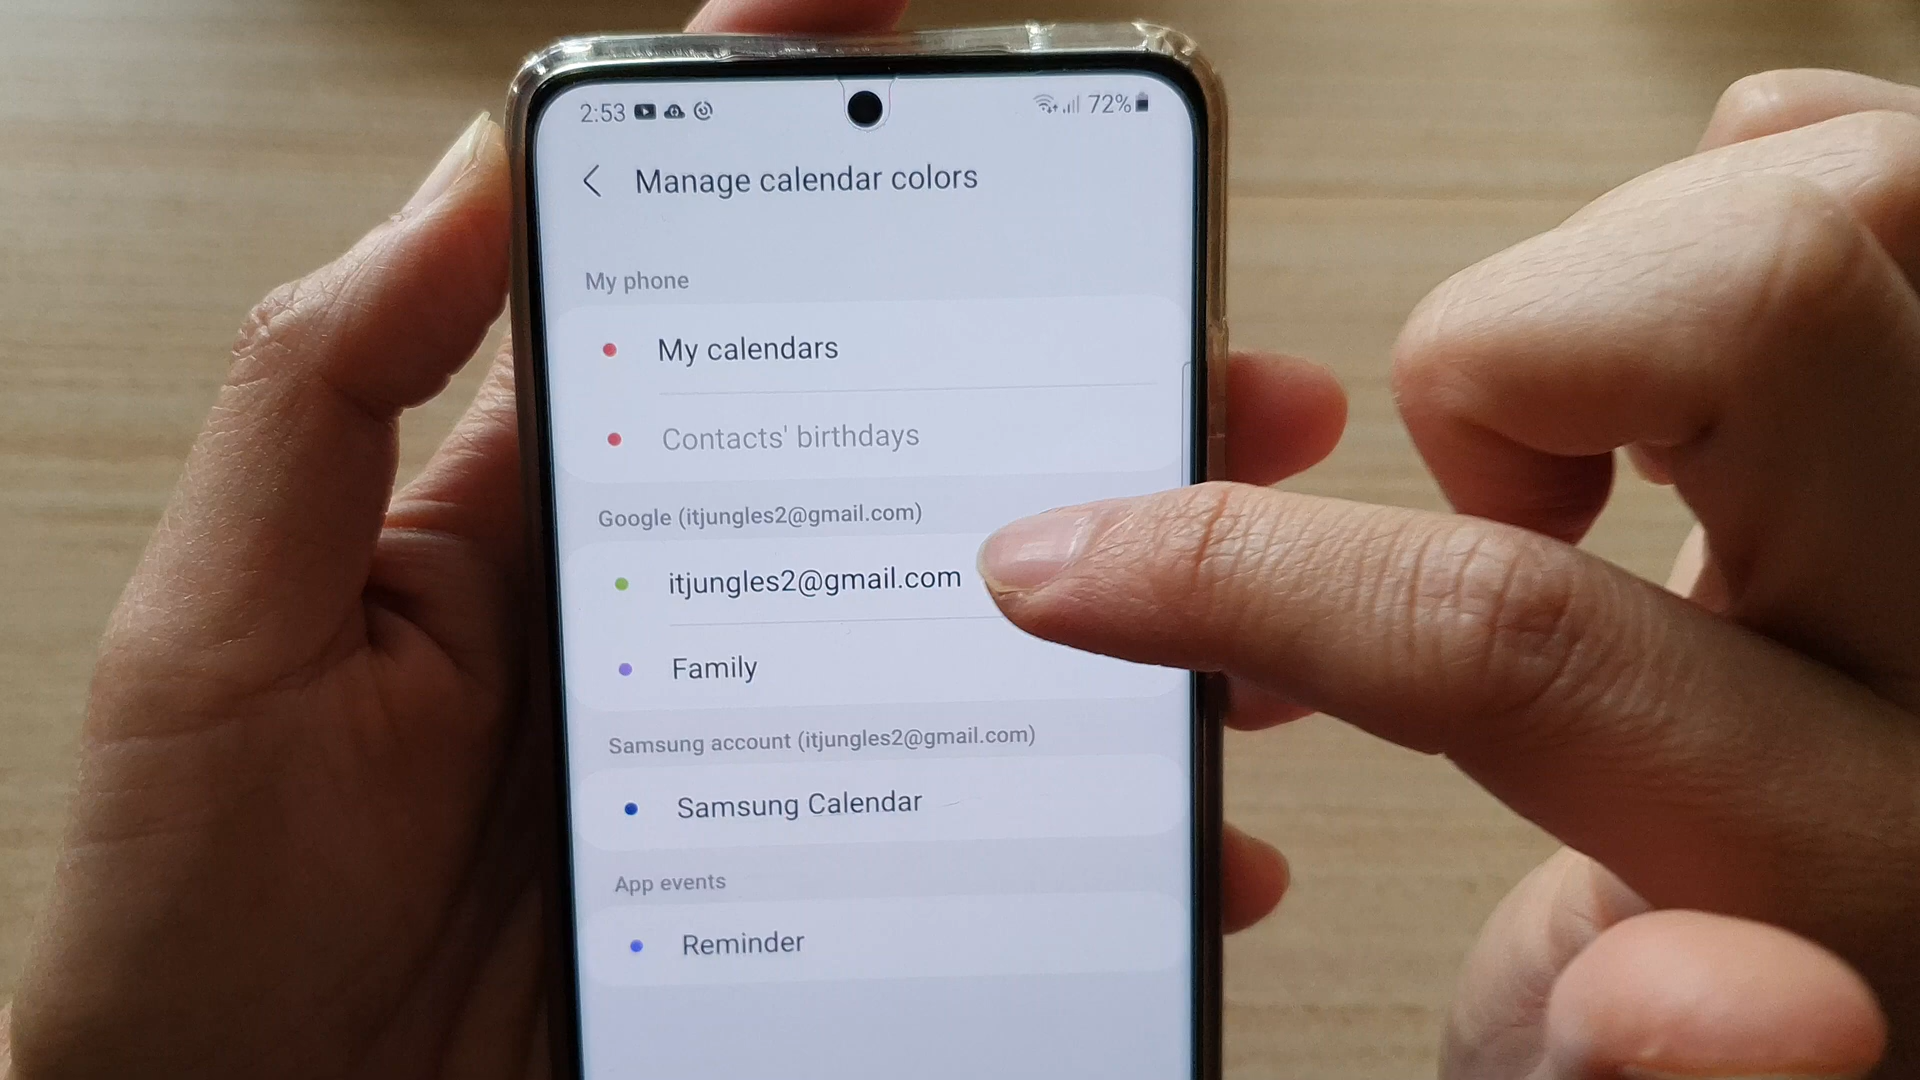 2:53
72%
Manage calendar colors
My phone
My calendars
Contacts' birthdays
Google (itjungles2@gmail.com)
itjungles2@gmail.com
Family
Samsung account (itjungles2@gmail.com)
Samsung Calendar
App events
Reminder